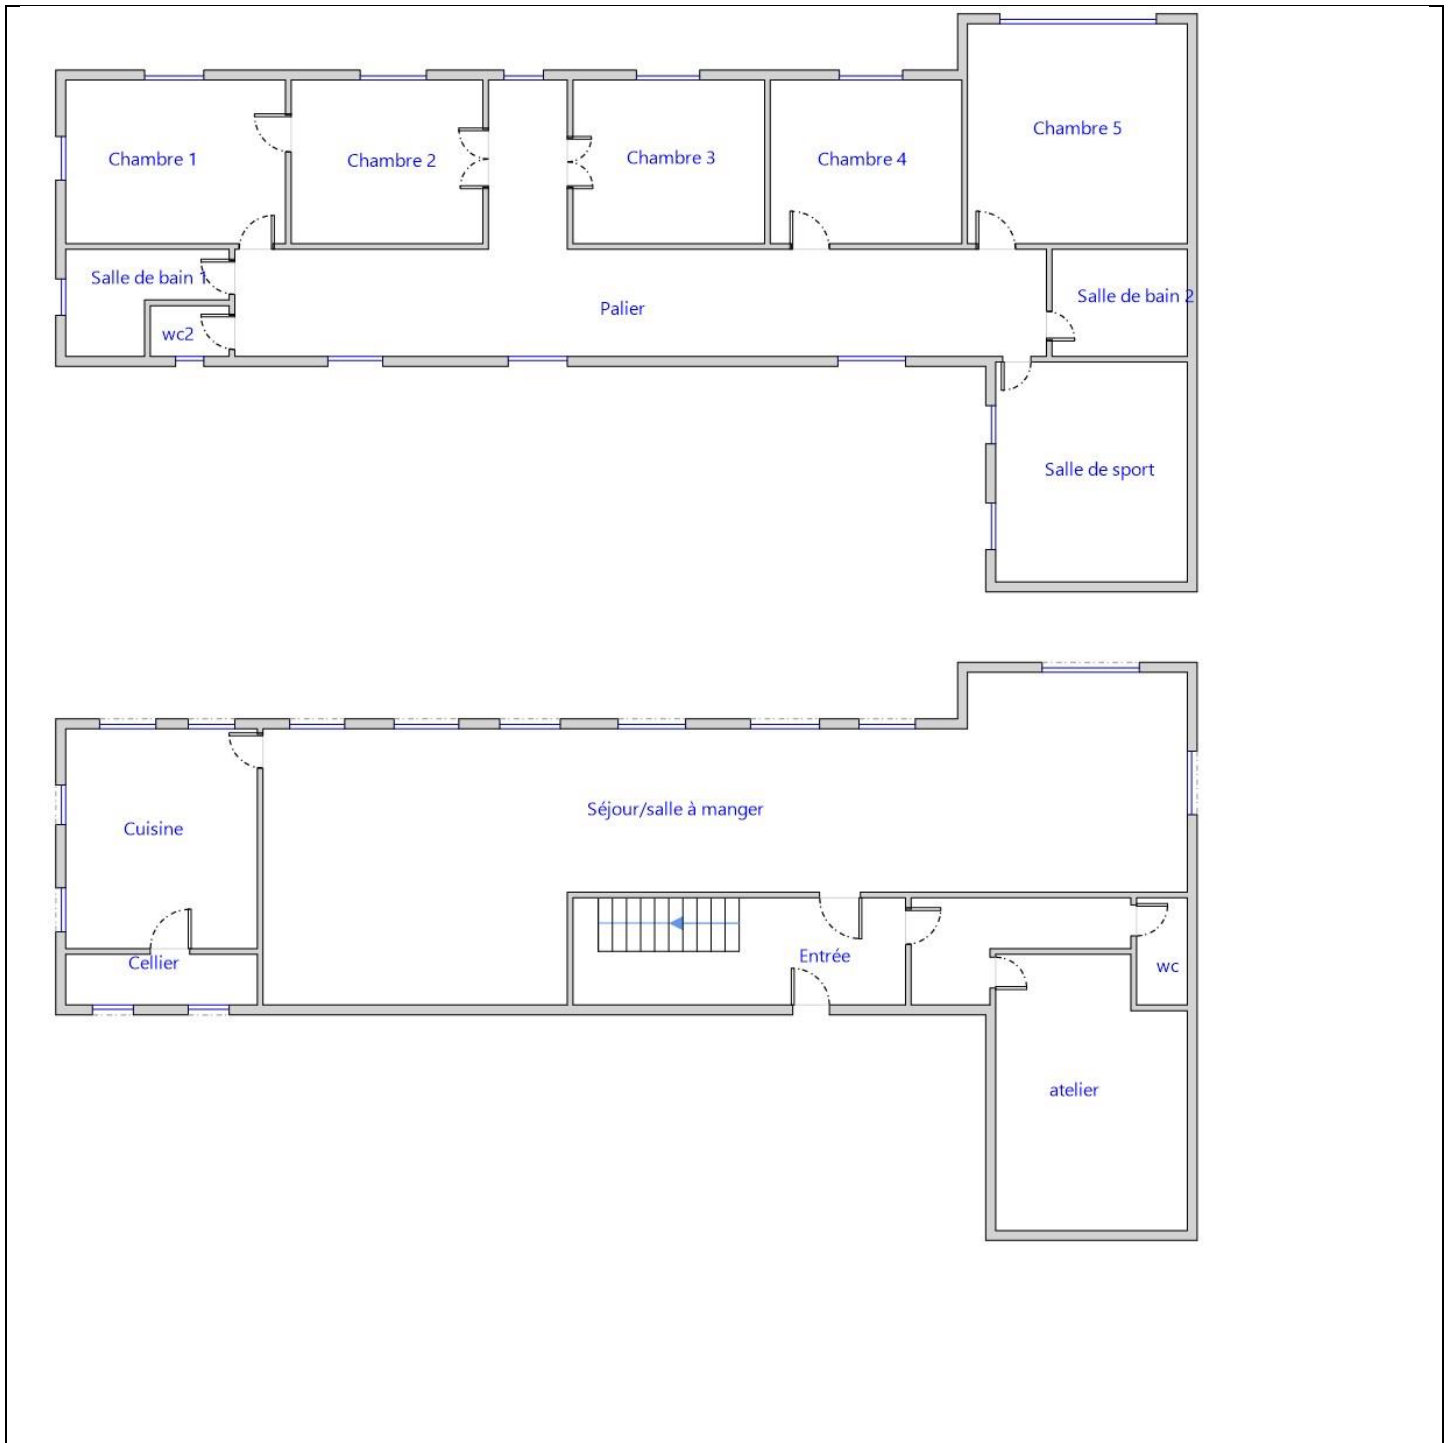 Chambre 5
Chambre 1
Chambre 2
Chambre 3
Chambre 4
Salle de bain 1
Salle de bain 2
Palier
wc2
Salle de sport
Séjour/salle à manger
Cuisine
Entrée
Cellier
wc
atelier